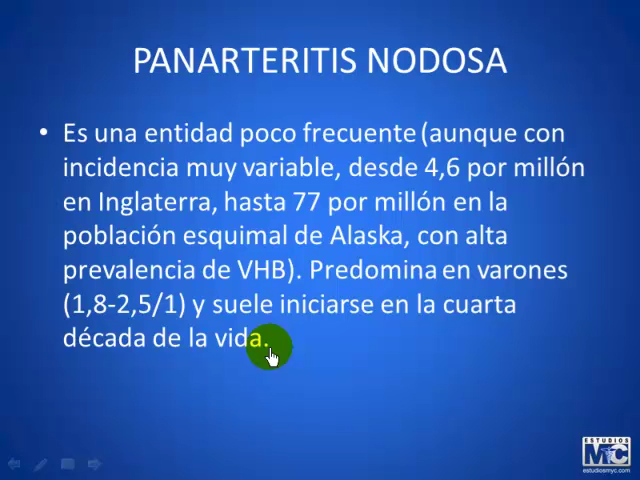 PANARTERITIS NODOSA
• Es una entidad poco frecuente (aunque con
incidencia muy variable, desde 4,6 por millón
en Inglaterra, hasta 77 por millón en la
población esquimal de Alaska, con alta
prevalencia de VHB). Predomina en varones
(1,8-2,5/1) y suele iniciarse en la cuarta
década de la vida.
ESTUDIOS
MYC
estudiosmyc.com